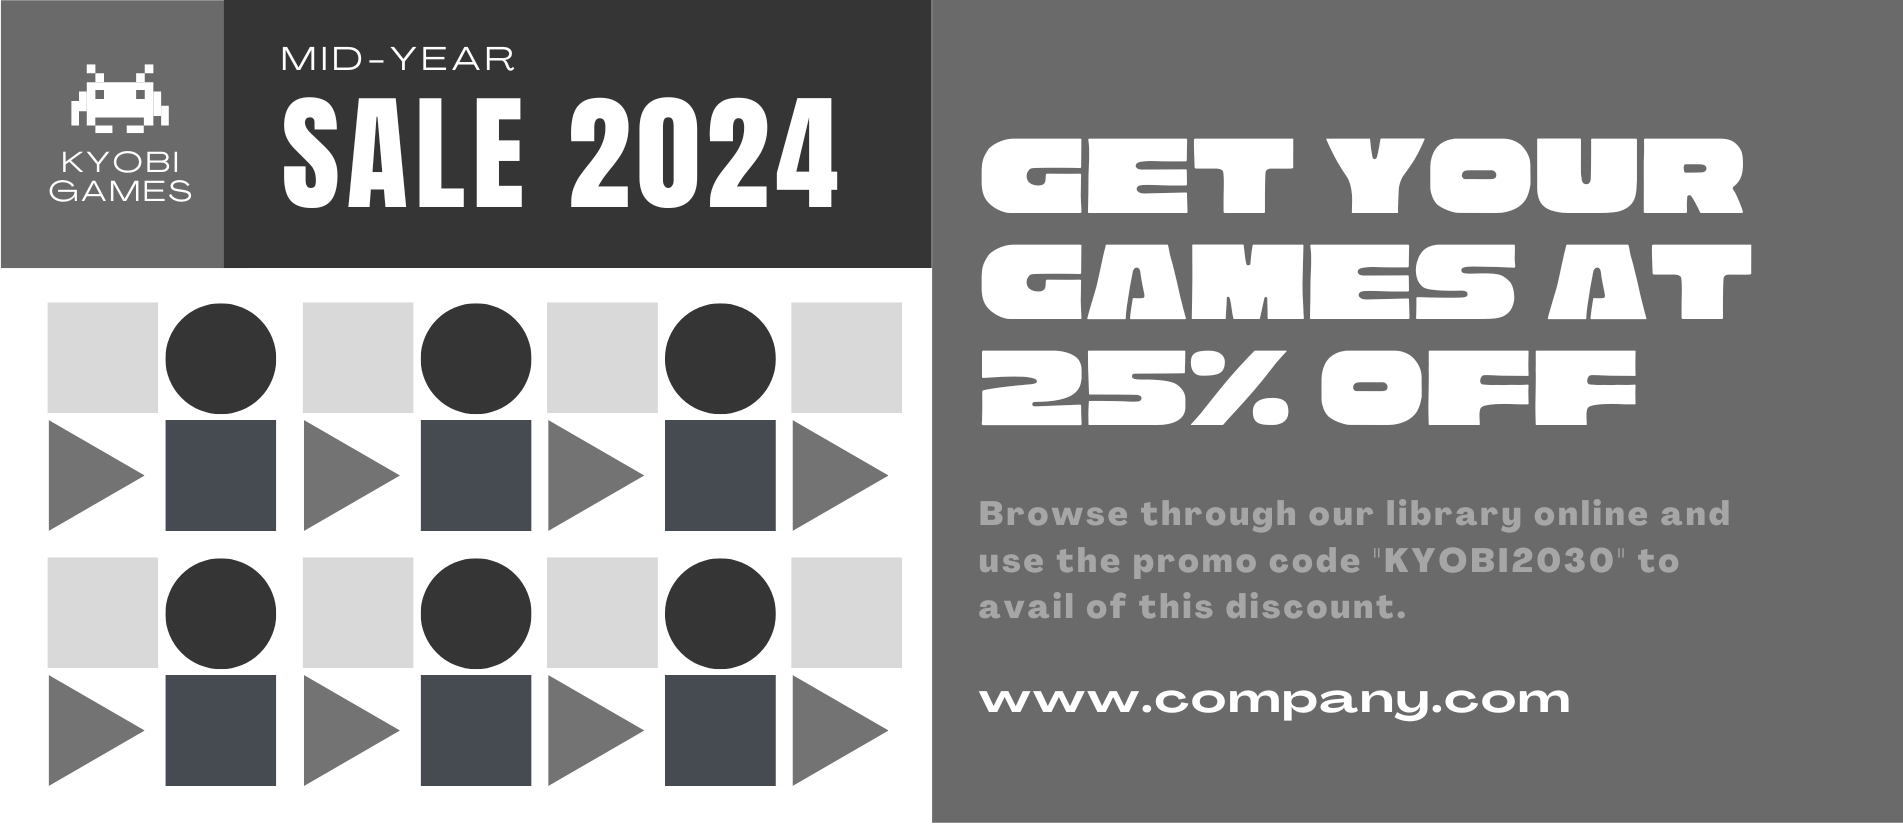 KYOBI
GAMES
MID-YEAR
SALE 2024
GET YOUR
GAMES AT
25% OFF
Browse through our library online and
use the promo code "KYOBI2030" to
avail of this discount.
www.company.com